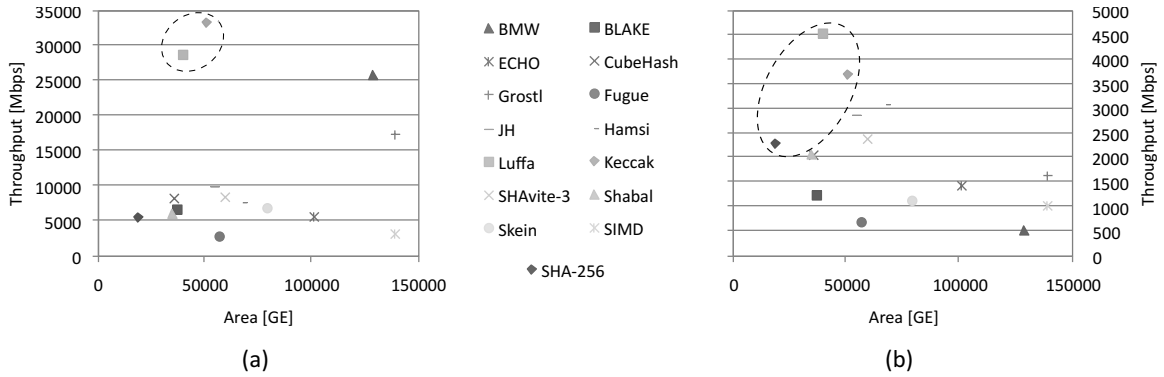 Throughput [Mbps]
35000
30000
25000
20000
15000
10000
5000
0
0 50000 100000 150000
Area [GE]
(a)
BMW BLAKE
ECHO CubeHash
Grostl Fugue
JH Hamsi
Luffa Keccak
SHAvite-3 Shabal
Skein SIMD
SHA-256
5000
4500
4000
3500
3000
2500
2000
1500
1000
500
0
Throughput [Mbps]
0 50000 100000 150000
Area [GE]
(b)